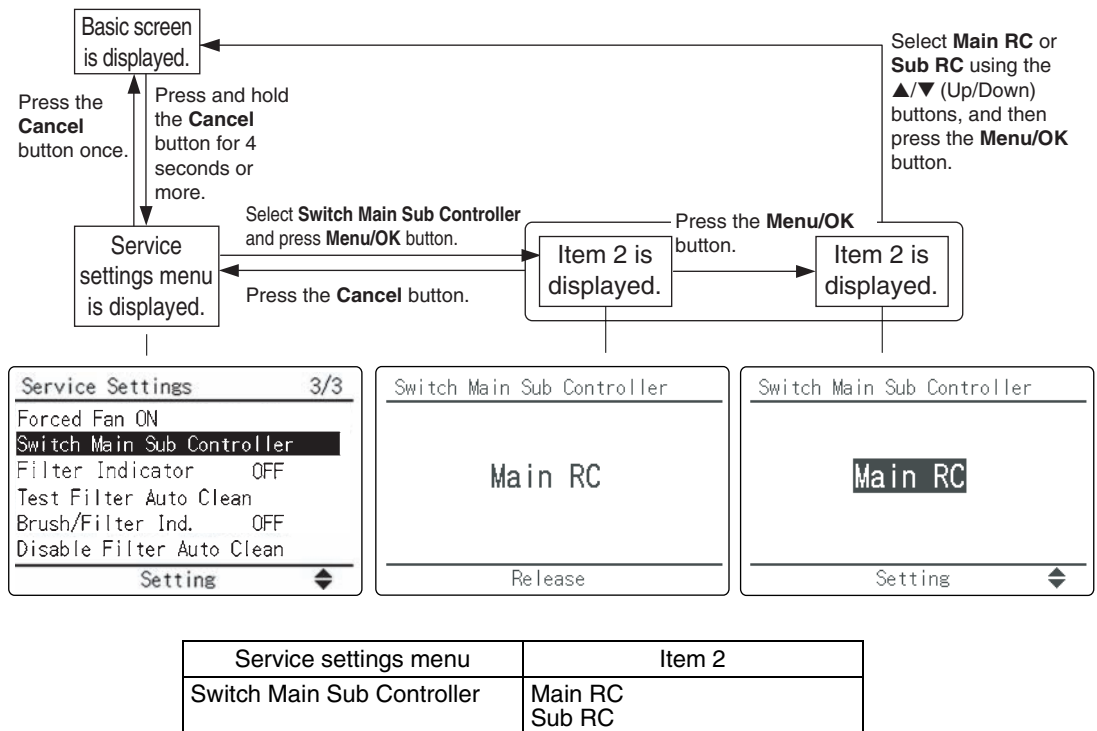 Basic screen
is displayed.
Press the
Cancel
button once.
Press and hold
the Cancel
button for 4
seconds or
more.
Select Main RC or
Sub RC using the
▲/▼ (Up/Down)
buttons, and then
press the Menu/OK
button.
Service
settings menu
is displayed.
Select Switch Main Sub Controller
and press Menu/OK button.
Press the Cancel button.
Item 2 is
displayed.
Press the Menu/OK
button.
Item 2 is
displayed.
Service Settings 3/3
Forced Fan ON
Switch Main Sub Controller
Filter Indicator OFF
Test Filter Auto Clean
Brush/Filter Ind. OFF
Disable Filter Auto Clean
Setting
Switch Main Sub Controller
Main RC
Release
Switch Main Sub Controller
Main RC
Setting
Service settings menu Item 2
Switch Main Sub Controller Main RC
Sub RC